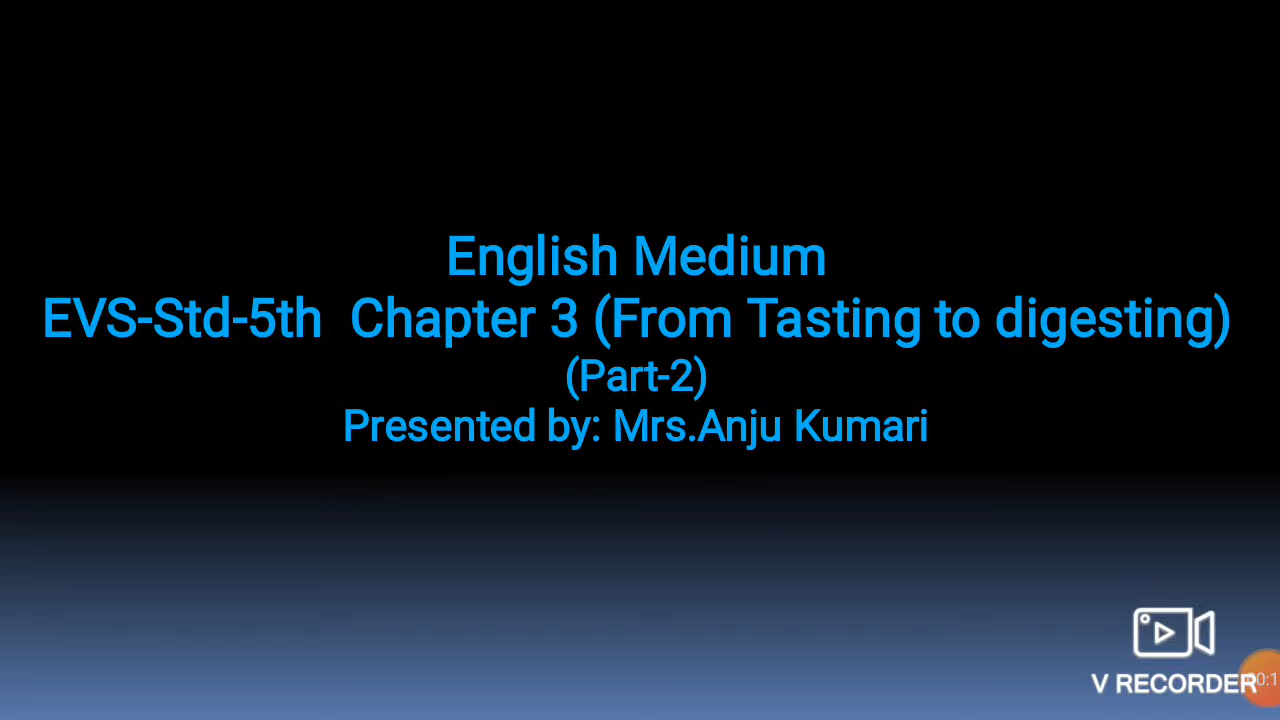 English Medium
EVS-Std-5th Chapter 3 (From Tasting to digesting)
(Part-2)
Presented by: Mrs.Anju Kumari
V RECORDER